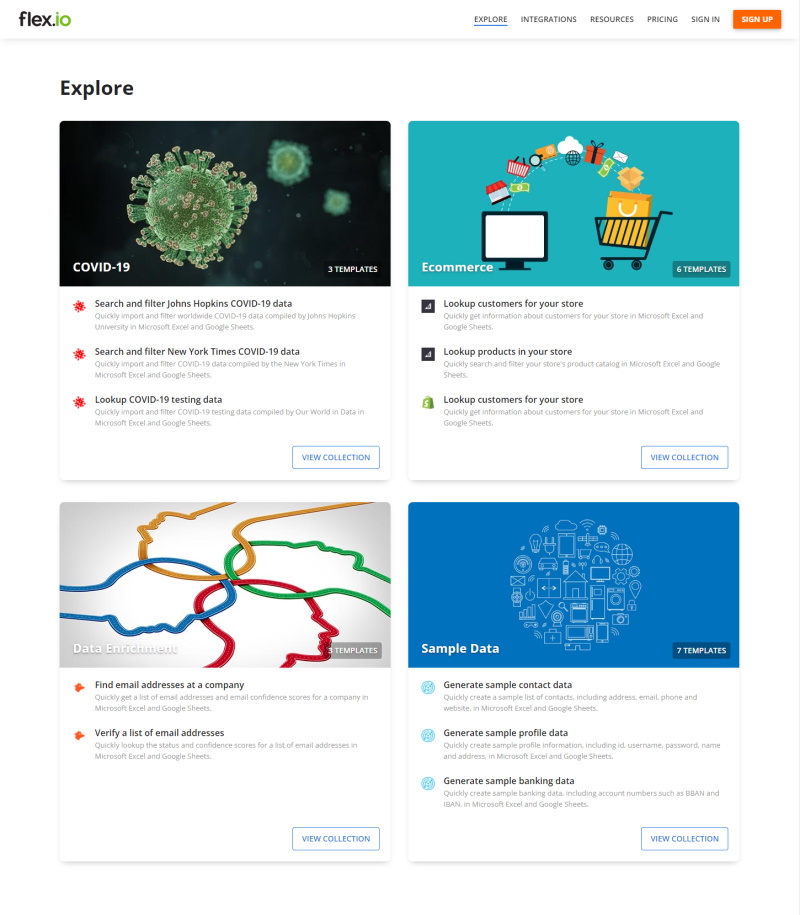 flex.io
EXPLORE INTEGRATIONS RESOURCES PRICING SIGN IN SIGN UP
Explore
COVID-19
3 TEMPLATES
Search and filter Johns Hopkins COVID-19 data
Quickly import and filter worldwide COVID-19 data compiled by Johns Hopkins
University in Microsoft Excel and Google Sheets.
Search and filter New York Times COVID-19 data
Quickly import and filter COVID-19 data compiled by the New York Times in
Microsoft Excel and Google Sheets.
Lookup COVID-19 testing data
Quickly import and filter COVID-19 testing data compiled by Our World in Data in
Microsoft Excel and Google Sheets.
VIEW COLLECTION
Ecommerce
6 TEMPLATES
Lookup customers for your store
Quickly get information about customers for your store in Microsoft Excel and
Google Sheets.
Lookup products in your store
Quickly search and filter your store's product catalog in Microsoft Excel and Google
Sheets.
Lookup customers for your store
Quickly get information about customers for your store in Microsoft Excel and
Google Sheets.
VIEW COLLECTION
Data Enrichment
3 TEMPLATES
Find email addresses at a company
Quickly get a list of email addresses and email confidence scores for a company in
Microsoft Excel and Google Sheets.
Verify a list of email addresses
Quickly lookup the status and confidence scores for a list of email addresses in
Microsoft Excel and Google Sheets.
VIEW COLLECTION
Sample Data
7 TEMPLATES
Generate sample contact data
Quickly create a sample list of contacts, including address, email, phone and
website, in Microsoft Excel and Google Sheets.
Generate sample profile data
Quickly create sample profile information, including id, username, password, name
and address, in Microsoft Excel and Google Sheets.
Generate sample banking data
Quickly create sample banking data, including account numbers such as BBAN and
IBAN, in Microsoft Excel and Google Sheets.
VIEW COLLECTION